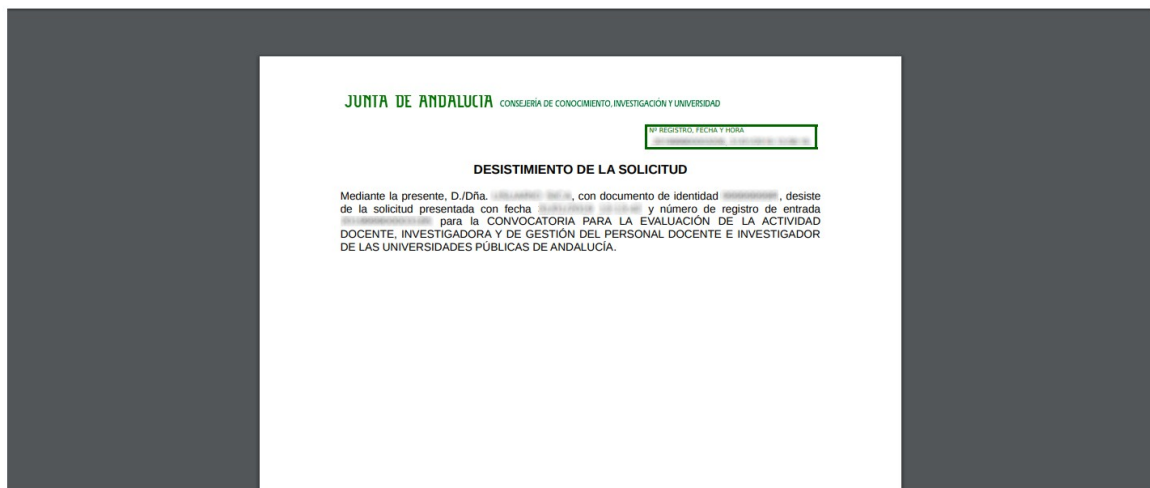 JUNTA DE ANDALUCIA CONSEJERÍA DE CONOCIMIENTO, INVESTIGACIÓN Y UNIVERSIDAD
Nº REGISTRO, FECHA Y HORA
DESISTIMIENTO DE LA SOLICITUD
Mediante la presente, D./Dña. , con documento de identidad , desiste
de la solicitud presentada con fecha y número de registro de entrada
para la CONVOCATORIA PARA LA EVALUACIÓN DE LA ACTIVIDAD
DOCENTE, INVESTIGADORA Y DE GESTIÓN DEL PERSONAL DOCENTE E INVESTIGADOR
DE LAS UNIVERSIDADES PÚBLICAS DE ANDALUCÍA.